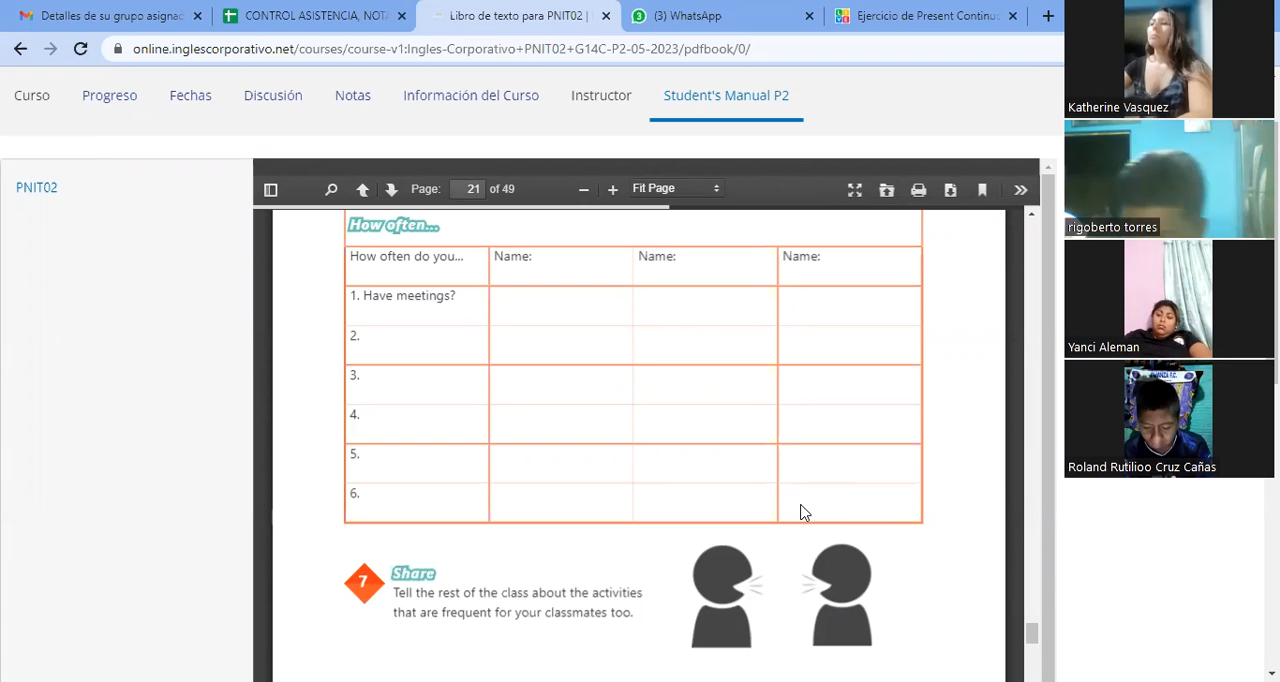 Detalles de su grupo asignac
CONTROL ASISTENCIA, NOTA
Libro de texto para PNIT02 |
(3) WhatsApp
Ejercicio de Present Continuo
online.inglescorporativo.net/courses/course-v1:Ingles-Corporativo+PNIT02+G14C-P2-05-2023/pdfbook/0/
Curso
Progreso
Fechas
Discusión
Notas
Informacion del Curso
Instructor
Student's Manual P2
PNIT02
Page: 21 of 49
Fit Page
How often...
How often do you...
Name:
Name:
Name:
1. Have meetings?
2.
3.
4.
5.
6.
7
Share
Tell the rest of the class about the activities
that are frequent for your classmates too.
Katherine Vasquez
rigoberto torres
Yanci Aleman
Roland Rutilioo Cruz Cañas